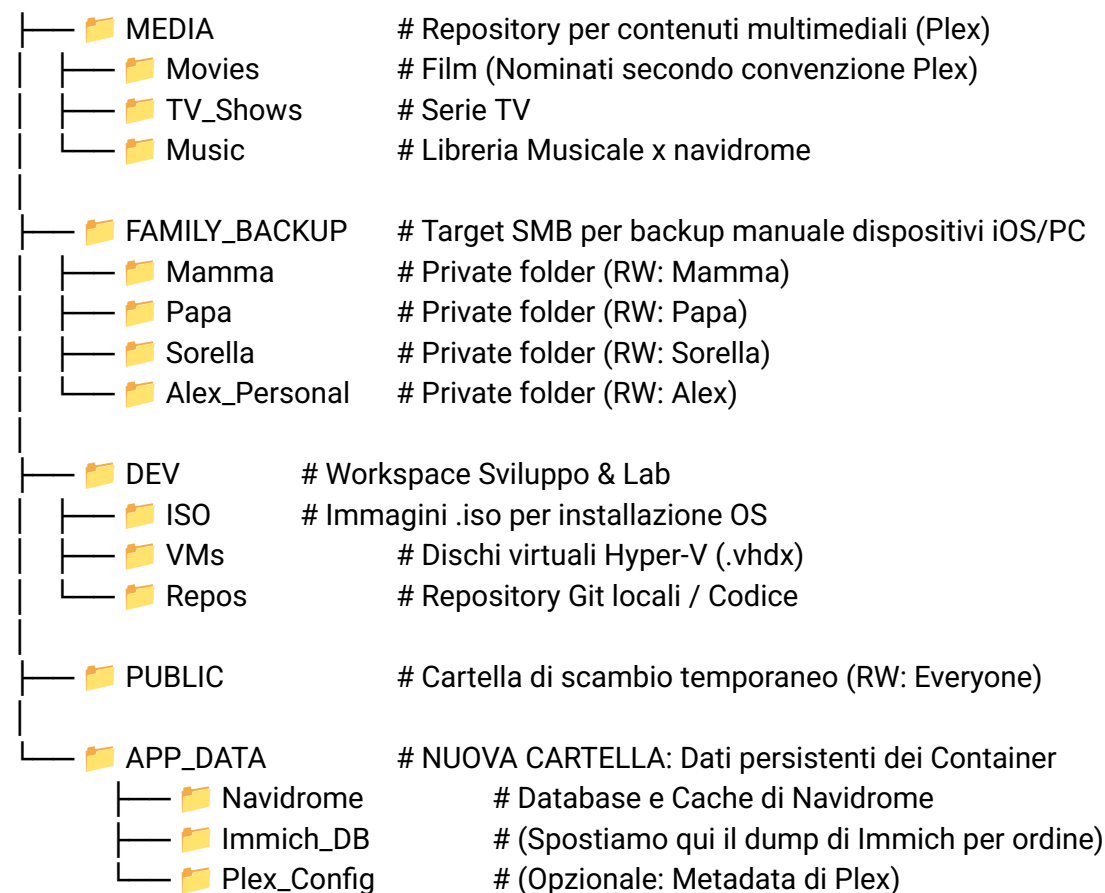 ├── 📁 MEDIA # Repository per contenuti multimediali (Plex)
│ ├── 📁 Movies # Film (Nominati secondo convenzione Plex)
│ ├── 📁 TV_Shows # Serie TV
│ └── 📁 Music # Libreria Musicale x navidrome
│
├── 📁 FAMILY_BACKUP # Target SMB per backup manuale dispositivi iOS/PC
│ ├── 📁 Mamma # Private folder (RW: Mamma)
│ ├── 📁 Papa # Private folder (RW: Papa)
│ ├── 📁 Sorella # Private folder (RW: Sorella)
│ └── 📁 Alex_Personal # Private folder (RW: Alex)
│
├── 📁 DEV # Workspace Sviluppo & Lab
│ ├── 📁 ISO # Immagini .iso per installazione OS
│ ├── 📁 VMs # Dischi virtuali Hyper-V (.vhdx)
│ └── 📁 Repos # Repository Git locali / Codice
│
├── 📁 PUBLIC # Cartella di scambio temporaneo (RW: Everyone)
│
└── 📁 APP_DATA # NUOVA CARTELLA: Dati persistenti dei Container
├── 📁 Navidrome # Database e Cache di Navidrome
├── 📁 Immich_DB # (Spostiamo qui il dump di Immich per ordine)
└── 📁 Plex_Config # (Opzionale: Metadata di Plex)